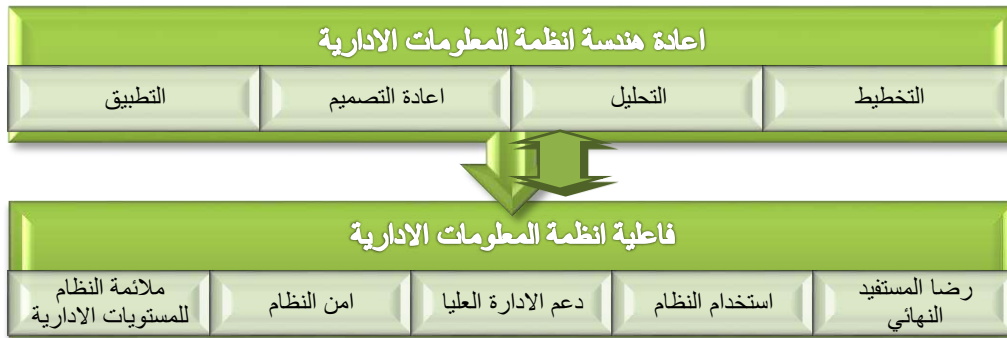 اعادة هندسة انظمة المعلومات الادارية
التخطيط
التحليل
اعادة التصميم
التطبيق
فاعلية انظمة المعلومات الادارية
رضا المستفيد
النهائي
استخدام النظام
دعم الادارة العليا
امن النظام
ملائمة النظام
للمستويات الادارية